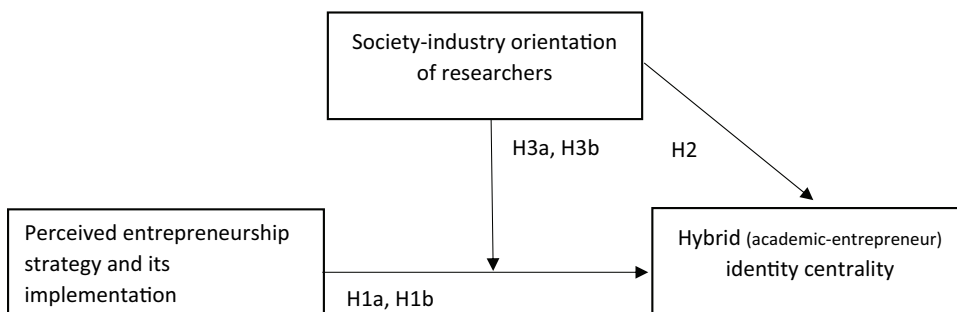 Society-industry orientation
of researchers
H3a, H3b
H2
Perceived entrepreneurship
strategy and its
implementation
H1a, H1b
Hybrid (academic-entrepreneur)
identity centrality